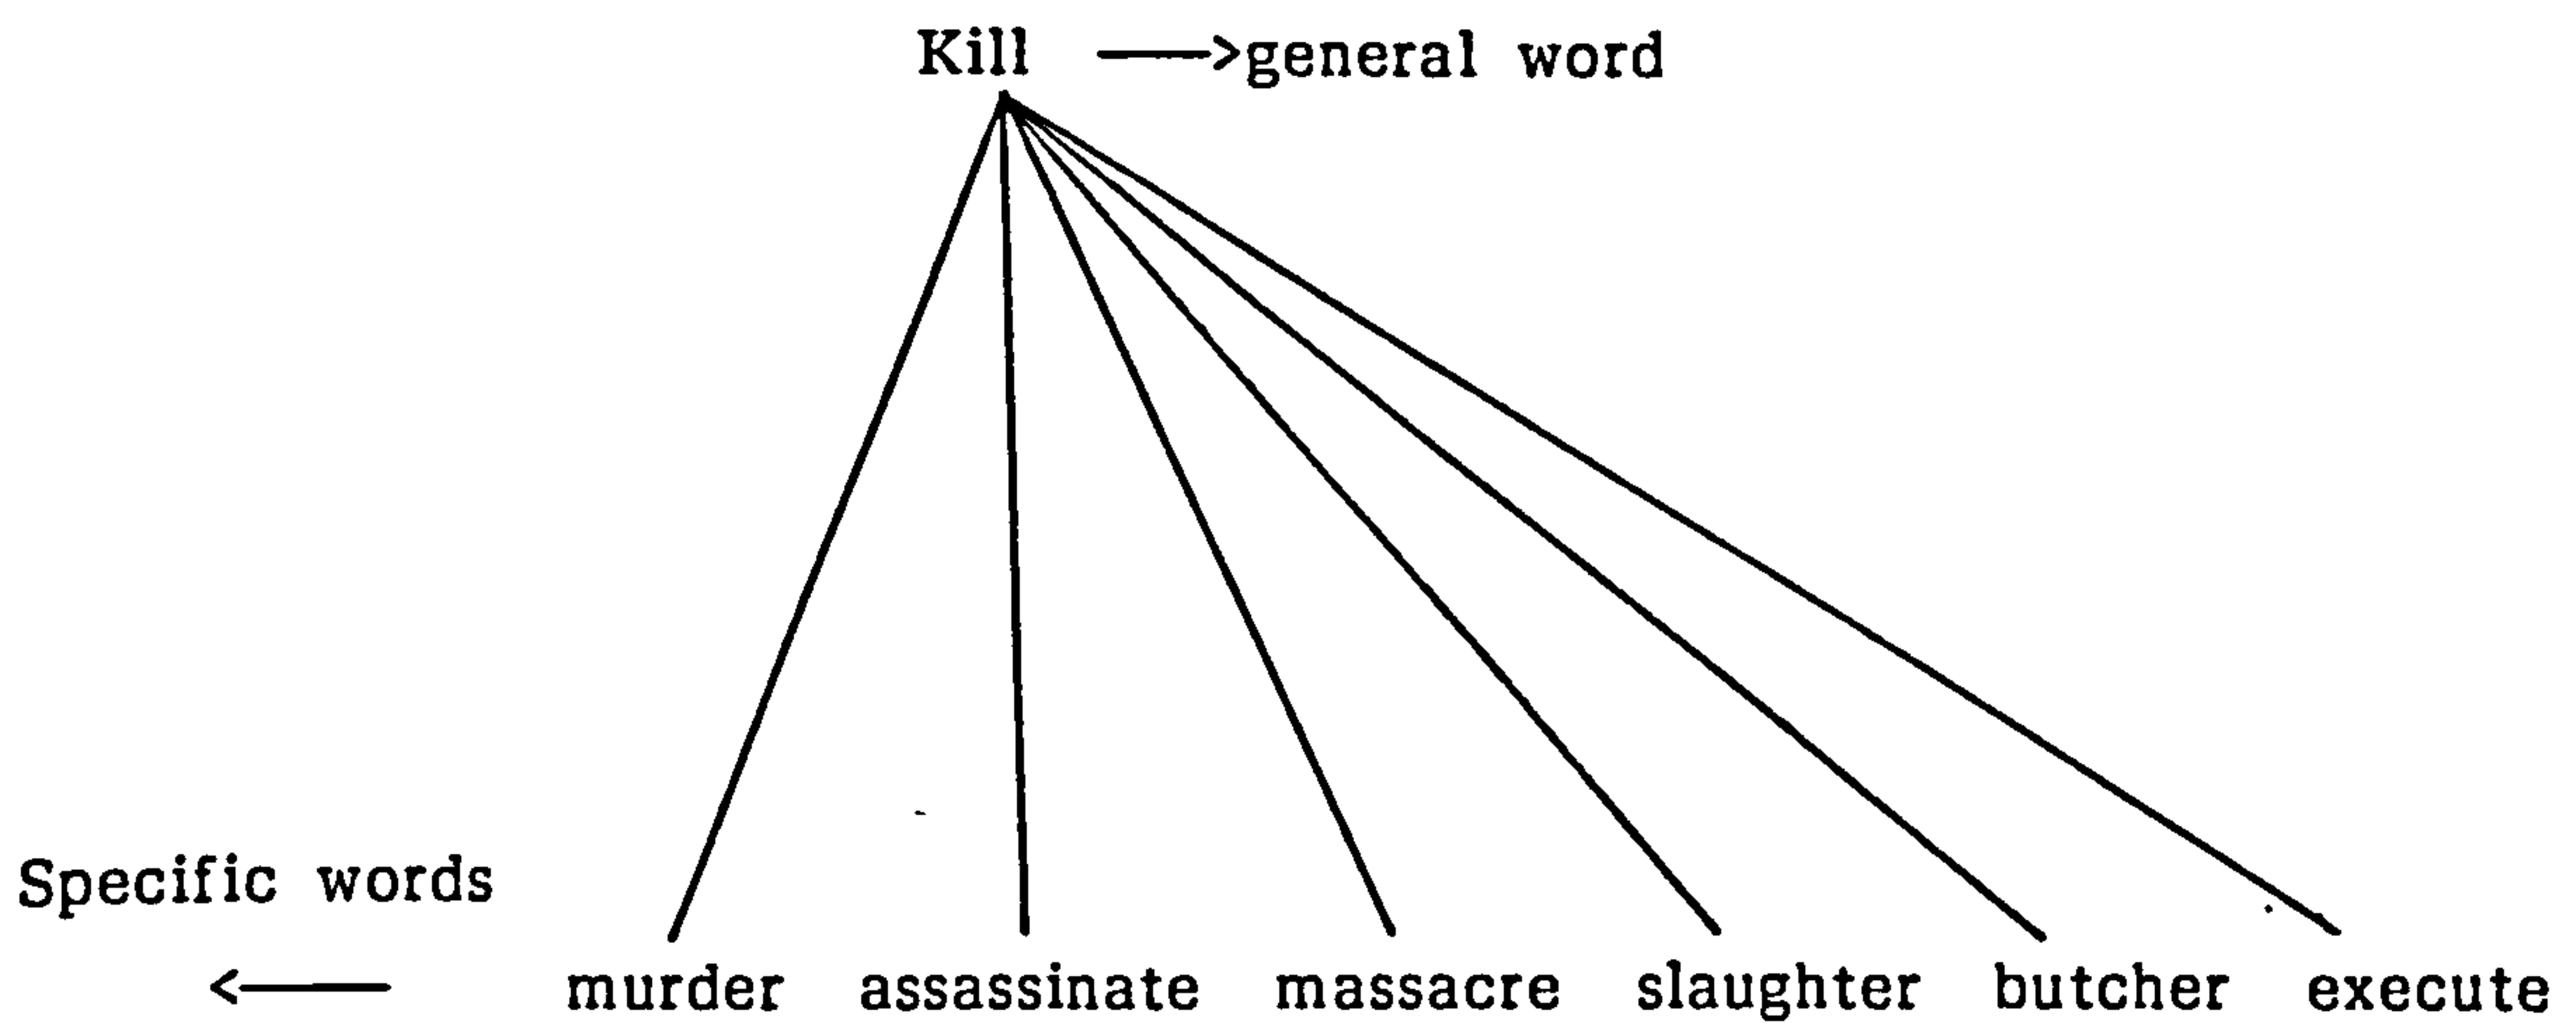 Kill ——>general word
Specific words
<—— murder assassinate massacre slaughter butcher execute